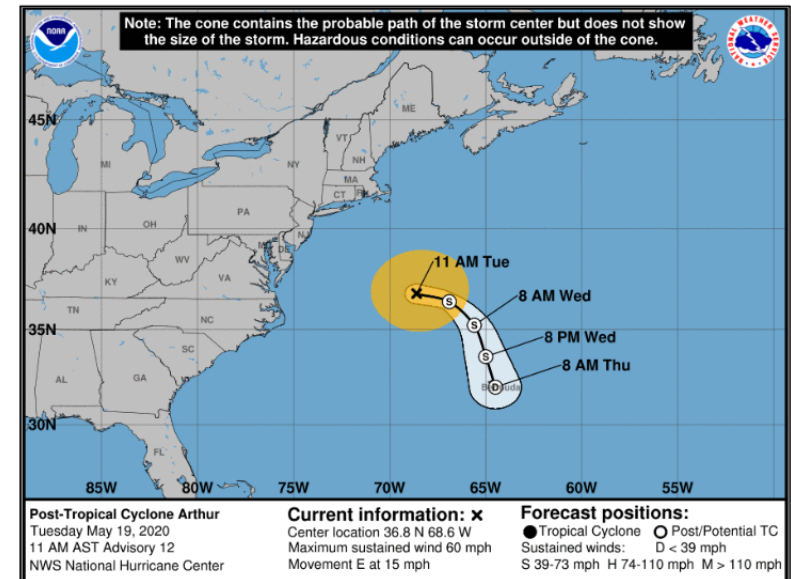 Note: The cone contains the probable path of the storm center but does not show
the size of the storm. Hazardous conditions can occur outside of the cone.
NOAA
NATIONAL WEATHER SERVICE
45N
ME
VT
MI
NH
NY
MA
CT
PA
40N
IN
OH
NJ
DE
WV
11 AM Tue
KY
VA
S
8 AM Wed
TN
35N
NC
S
8 PM Wed
SC
S
8 AM Thu
AL
GA
D
Bermuda
30N
FL
85W 80W 75W 70W 65W 60W 55W
Post-Tropical Cyclone Arthur
Tuesday May 19, 2020
11 AM AST Advisory 12
NWS National Hurricane Center
Current information: x
Center location 36.8 N 68.6 W
Maximum sustained wind 60 mph
Movement E at 15 mph
Forecast positions:
● Tropical Cyclone ○ Post/Potential TC
Sustained winds: D < 39 mph
S 39-73 mph H 74-110 mph M > 110 mph